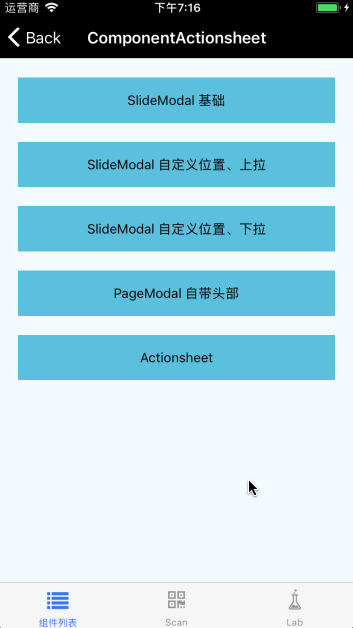 运营商 下午7:16
Back ComponentActionsheet
SlideModal 基础
SlideModal 自定义位置、上拉
SlideModal 自定义位置、下拉
PageModal 自带头部
Actionsheet
组件列表 Scan Lab